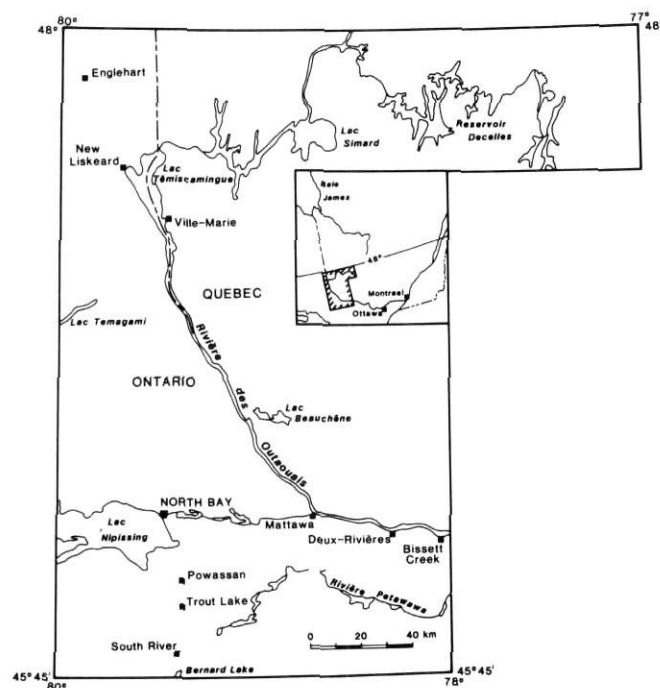 80°
77°
48°
48°
Englehart
New
Liskeard
Lac
Témiscamingue
Lac
Simard
Reservoir
Decelles
Ville-Marie
Baie
James
48°
Montreal
Ottawa
QUEBEC
Lac Temagami
Rivière
des
Outaouais
ONTARIO
Lac
Beauchêne
NORTH BAY
Lac
Nipissing
Mattawa
Deux-Rivières
Bissett
Creek
Powassan
Trout Lake
Rivière Petawawa
South River
0 20 40 km
Bernard Lake
45°45'
45°45'
80°
78°